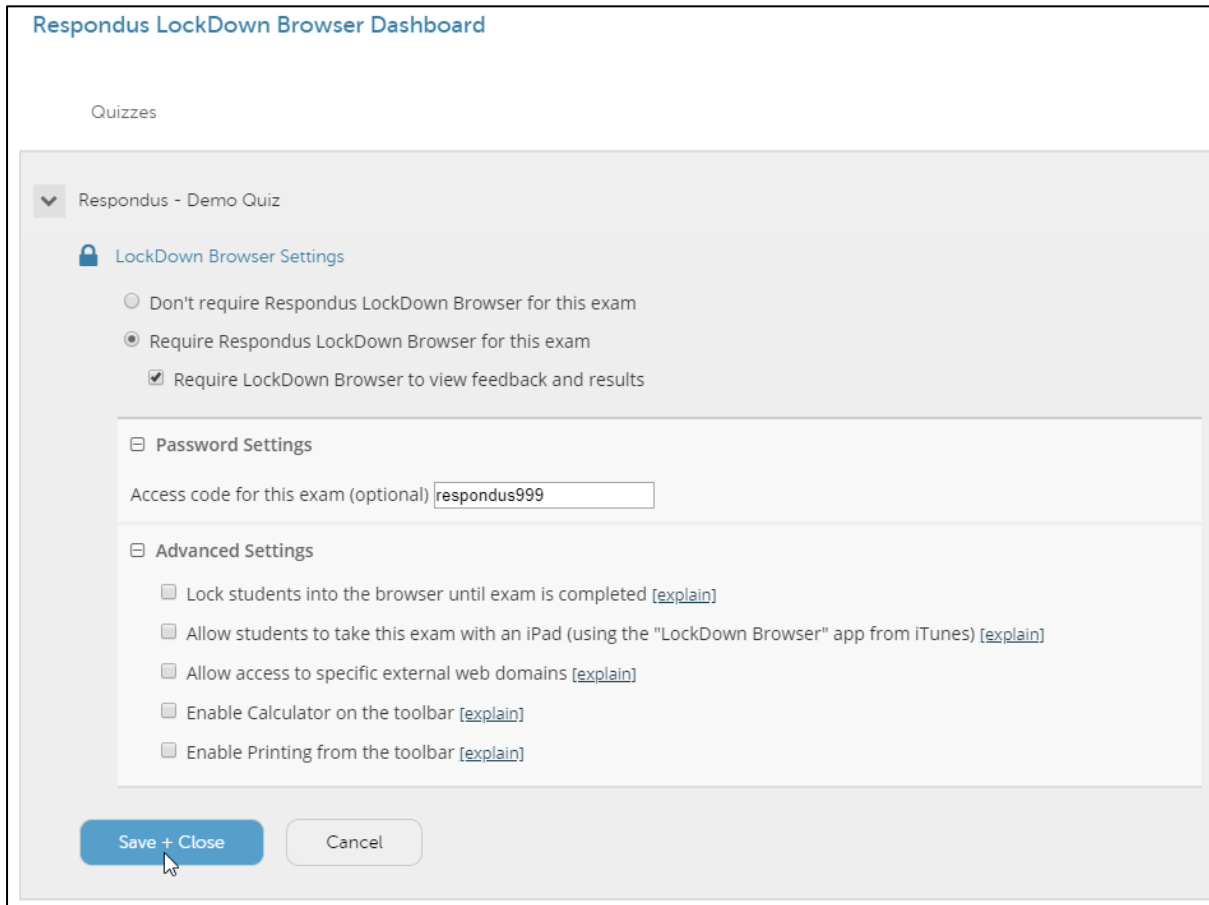 Respondus LockDown Browser Dashboard
Quizzes
Respondus - Demo Quiz
LockDown Browser Settings
Don't require Respondus LockDown Browser for this exam
Require Respondus LockDown Browser for this exam
Require LockDown Browser to view feedback and results
Password Settings
Access code for this exam (optional) respondus999
Advanced Settings
Lock students into the browser until exam is completed [explain]
Allow students to take this exam with an iPad (using the "LockDown Browser" app from iTunes) [explain]
Allow access to specific external web domains [explain]
Enable Calculator on the toolbar [explain]
Enable Printing from the toolbar [explain]
Save + Close Cancel